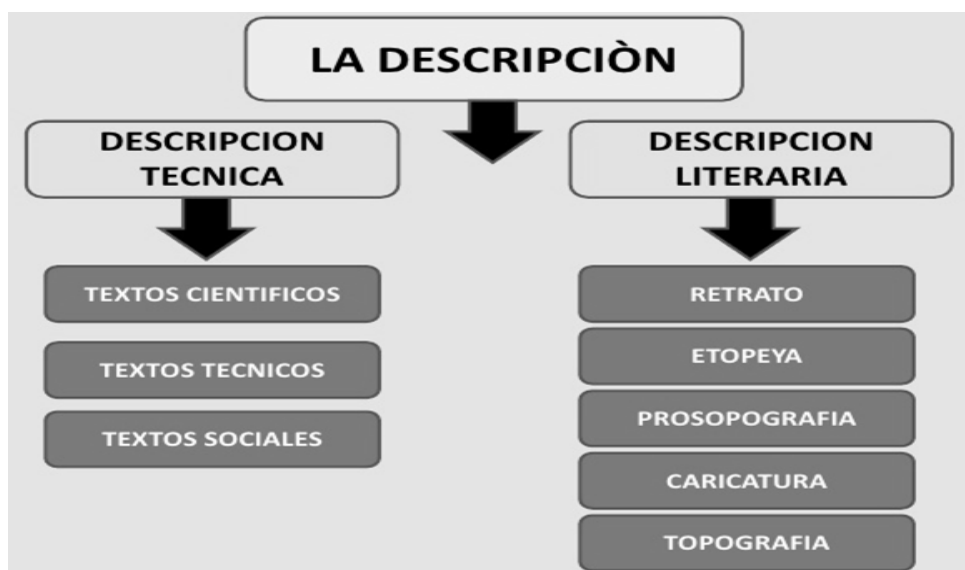 LA DESCRIPCIÒN
DESCRIPCION
TECNICA
TEXTOS CIENTIFICOS
TEXTOS TECNICOS
TEXTOS SOCIALES
DESCRIPCION
LITERARIA
RETRATO
ETOPEYA
PROSOPOGRAFIA
CARICATURA
TOPOGRAFIA